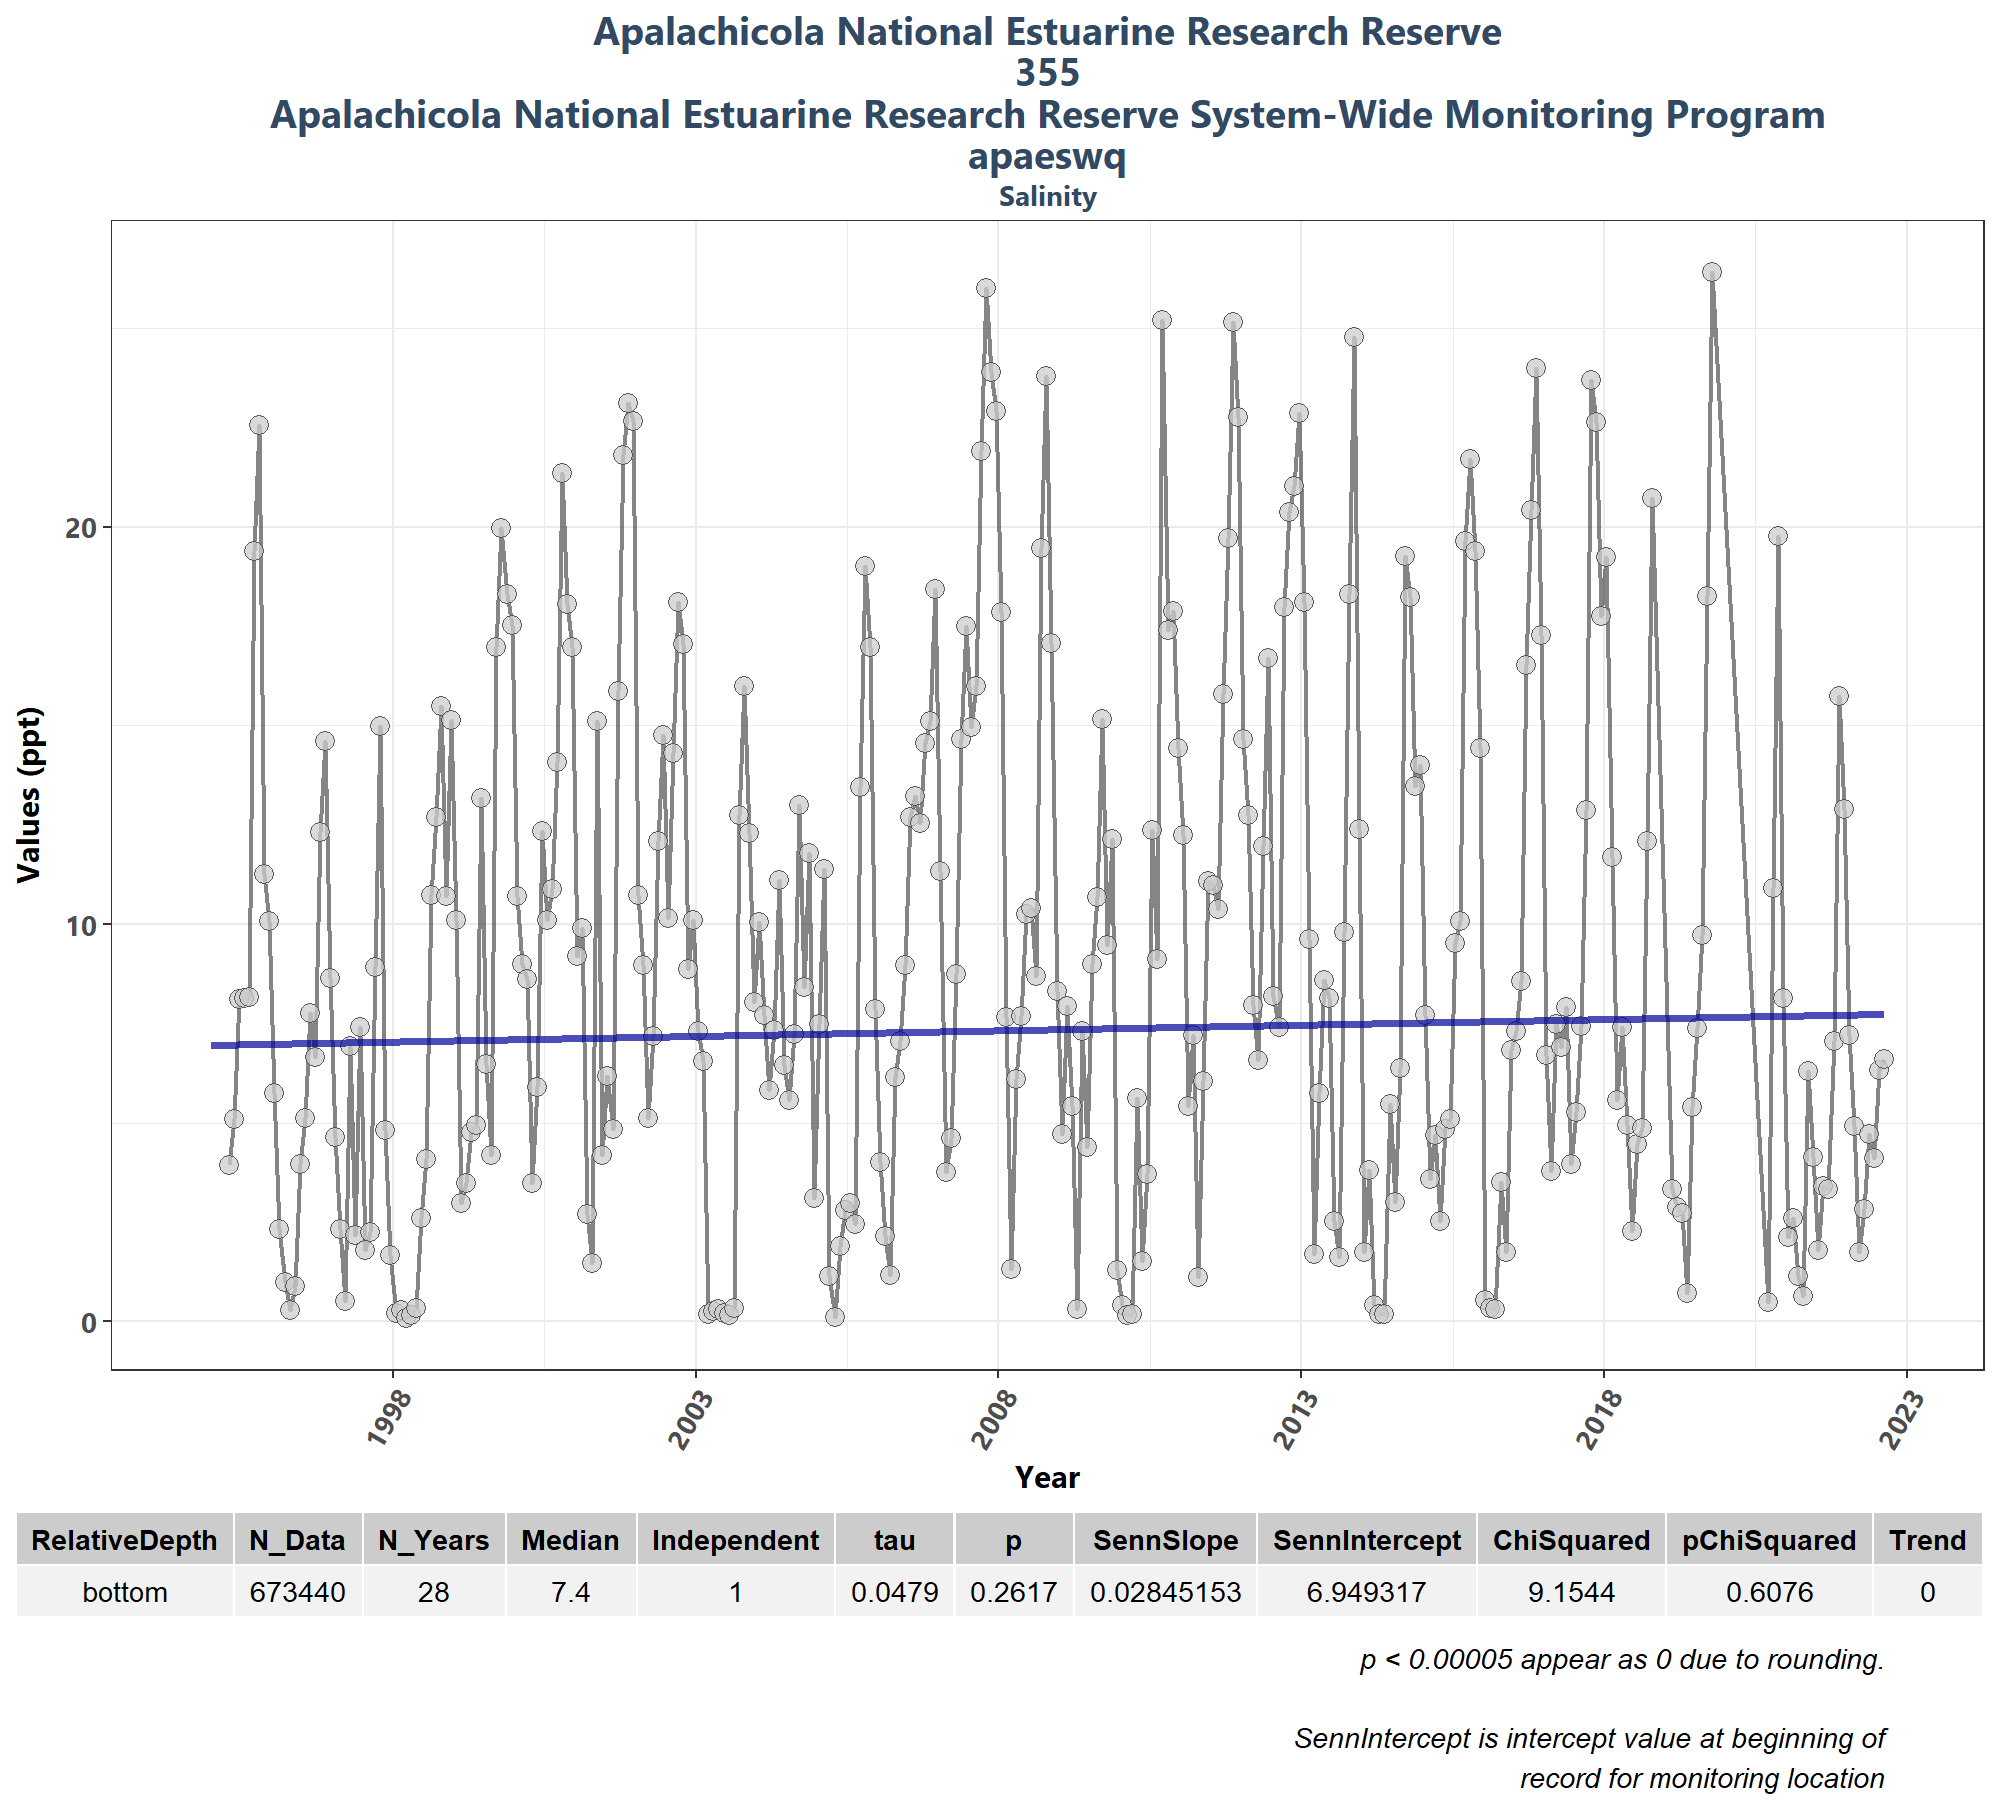 Apalachicola National Estuarine Research Reserve
355
Apalachicola National Estuarine Research Reserve System-Wide Monitoring Program
apaeswq
Salinity
Values (ppt)
20
10
0
1998 2003 2008 2013 2018 2023
Year
RelativeDepth N_Data N_Years Median Independent tau p SennSlope SennIntercept ChiSquared pChiSquared Trend
bottom 673440 28 7.4 1 0.0479 0.2617 0.02845153 6.949317 9.1544 0.6076 0
p < 0.00005 appear as 0 due to rounding.
SennIntercept is intercept value at beginning of
record for monitoring location